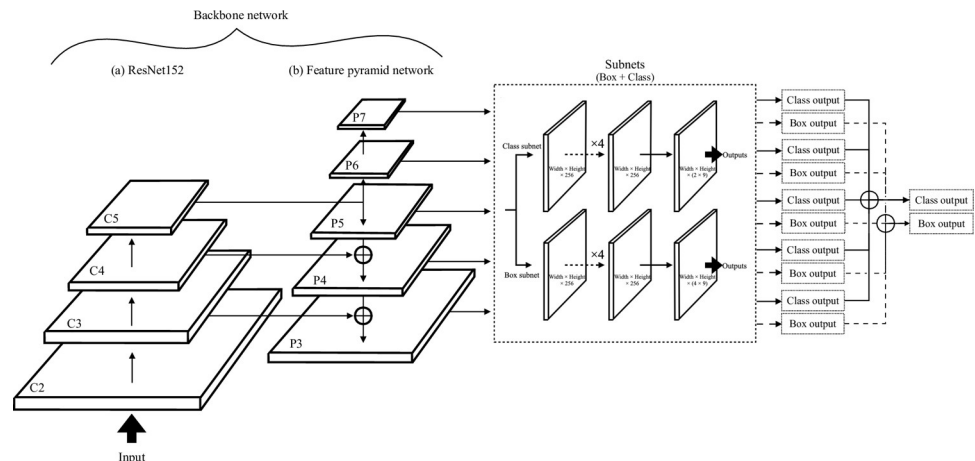 Backbone network
(a) ResNet152
(b) Feature pyramid network
Subnets
(Box + Class)
P7
P6
P5
P4
P3
C5
C4
C3
C2
Input
Class subnet
×4
Width × Height
× 256
Width × Height
× 256
Width × Height
× (2 × 9)
Outputs
Box subnet
×4
Width × Height
× 256
Width × Height
× 256
Width × Height
× (4 × 9)
Outputs
Class output
Box output
Class output
Box output
Class output
Box output
Class output
Box output
Class output
Box output
Class output
Box output